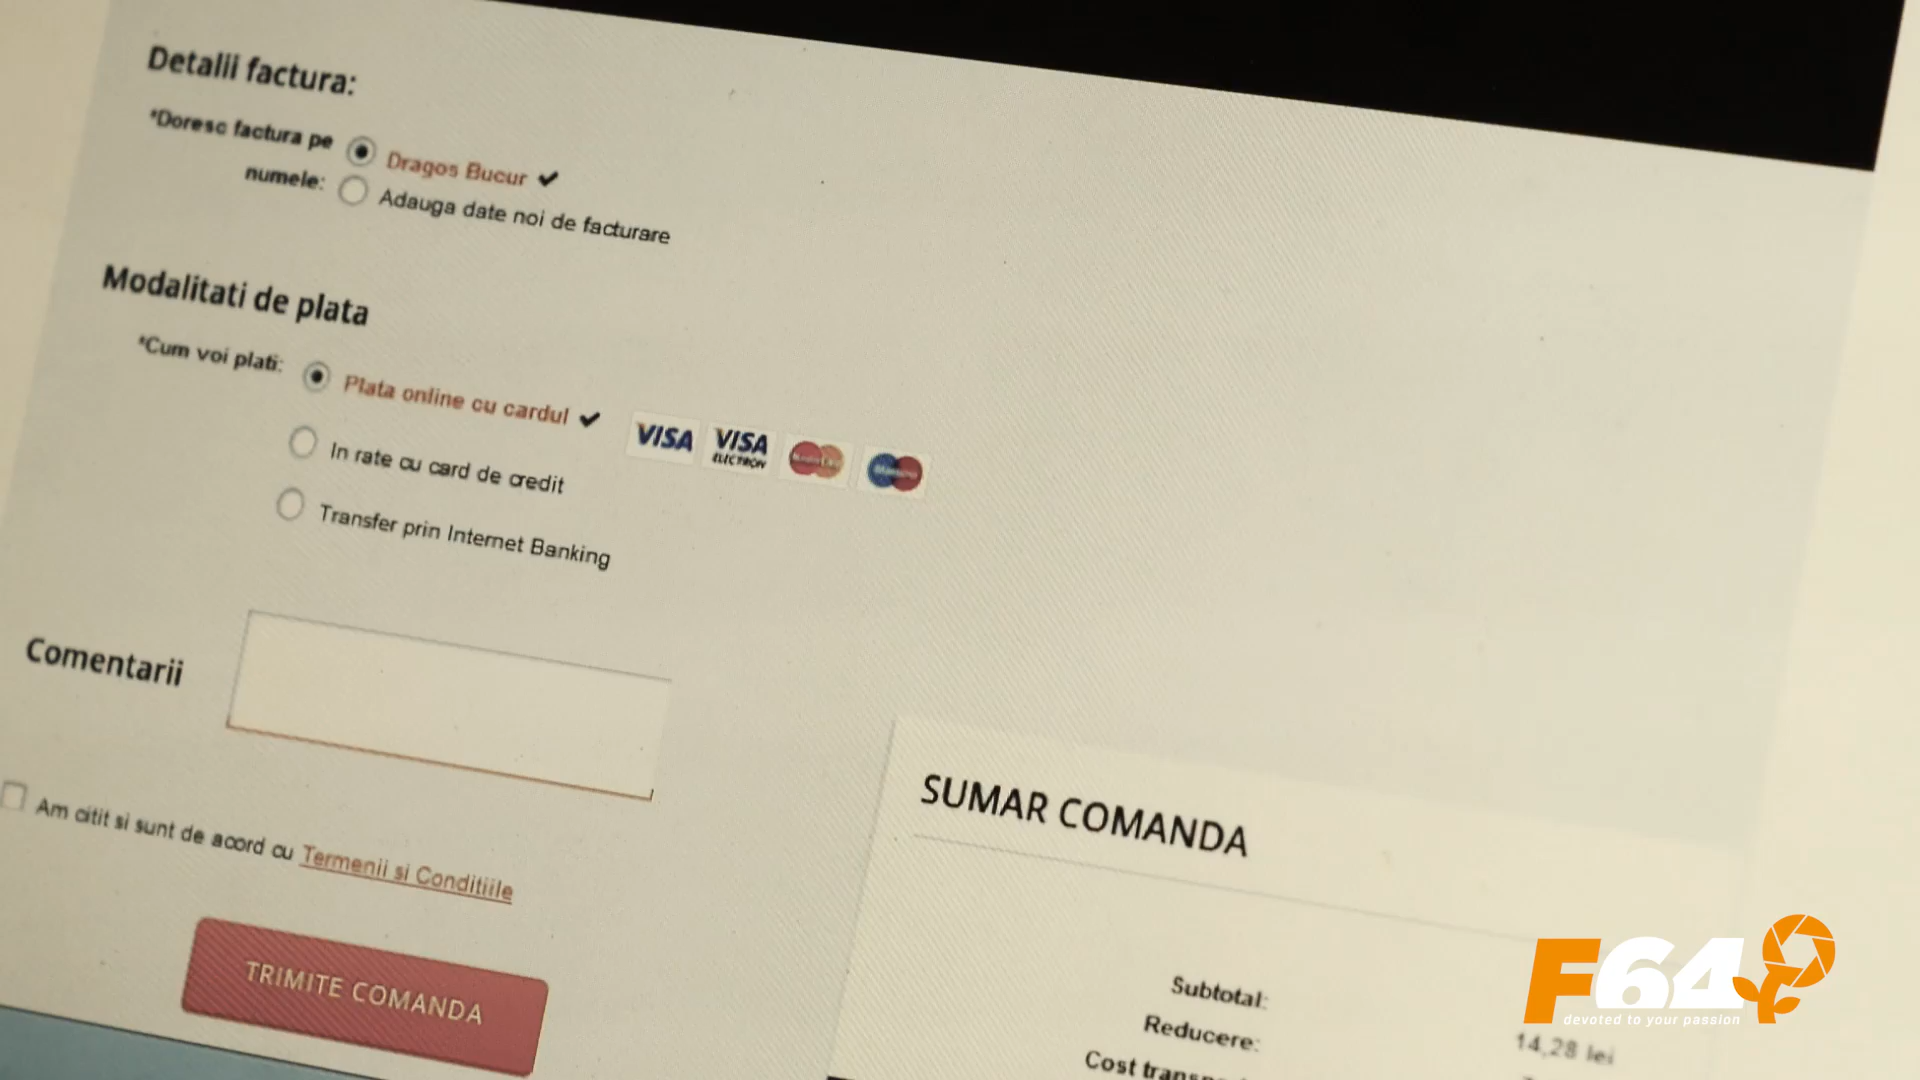 Detalii factura:
*Doresc factura pe
numele:
Dragos Bucur
Adauga date noi de facturare
Modalitati de plata
*Cum voi plati:
Plata online cu cardul
VISA
VISA
ELECTRON
MasterCard
Maestro
In rate cu card de credit
Transfer prin Internet Banking
Comentarii
Am citit si sunt de acord cu Termenii si Conditiile
TRIMITE COMANDA
SUMAR COMANDA
Subtotal:
Reducere:
14,28 lei
Cost
F64
devoted to your passion